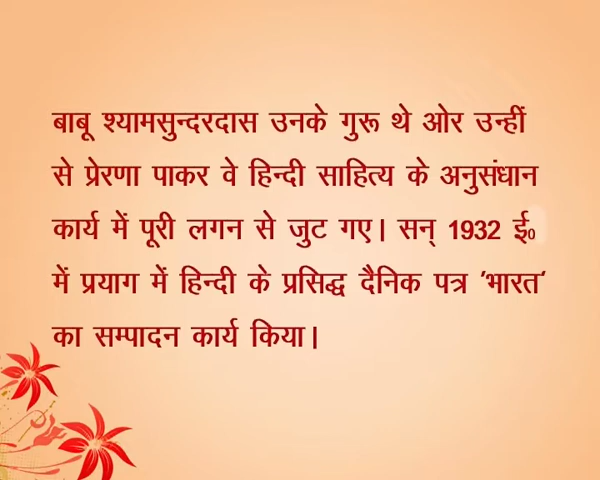 बाबू श्यामसुन्दरदास उनके गुरू थे ओर उन्हीं
से प्रेरणा पाकर वे हिन्दी साहित्य के अनुसंधान
कार्य में पूरी लगन से जुट गए। सन् 1932 ई०
में प्रयाग में हिन्दी के प्रसिद्ध दैनिक पत्र 'भारत'
का सम्पादन कार्य किया।